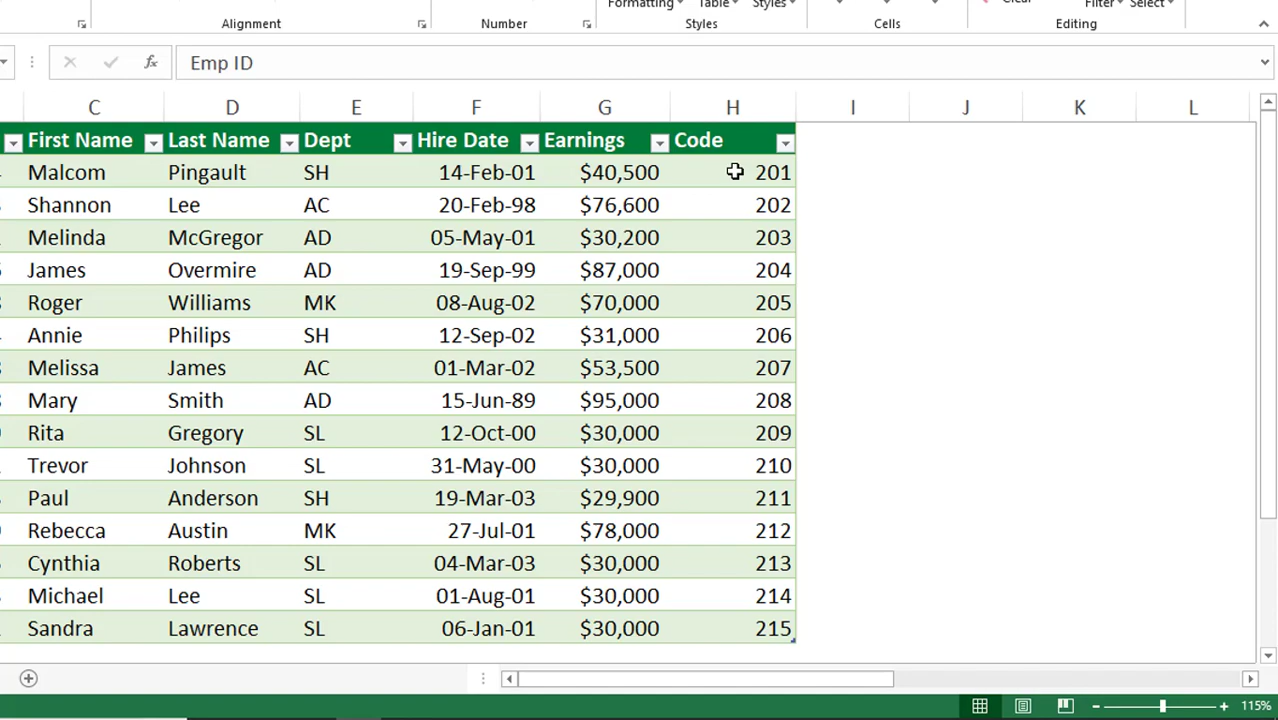 Formatting Table Styles Clear Filter Select
Alignment Number Styles Cells Editing
fx Emp ID
C D E F G H I J K L
First Name Last Name Dept Hire Date Earnings Code
Malcom Pingault SH 14-Feb-01 $40,500 201
Shannon Lee AC 20-Feb-98 $76,600 202
Melinda McGregor AD 05-May-01 $30,200 203
James Overmire AD 19-Sep-99 $87,000 204
Roger Williams MK 08-Aug-02 $70,000 205
Annie Philips SH 12-Sep-02 $31,000 206
Melissa James AC 01-Mar-02 $53,500 207
Mary Smith AD 15-Jun-89 $95,000 208
Rita Gregory SL 12-Oct-00 $30,000 209
Trevor Johnson SL 31-May-00 $30,000 210
Paul Anderson SH 19-Mar-03 $29,900 211
Rebecca Austin MK 27-Jul-01 $78,000 212
Cynthia Roberts SL 04-Mar-03 $30,000 213
Michael Lee SL 01-Aug-01 $30,000 214
Sandra Lawrence SL 06-Jan-01 $30,000 215
115%